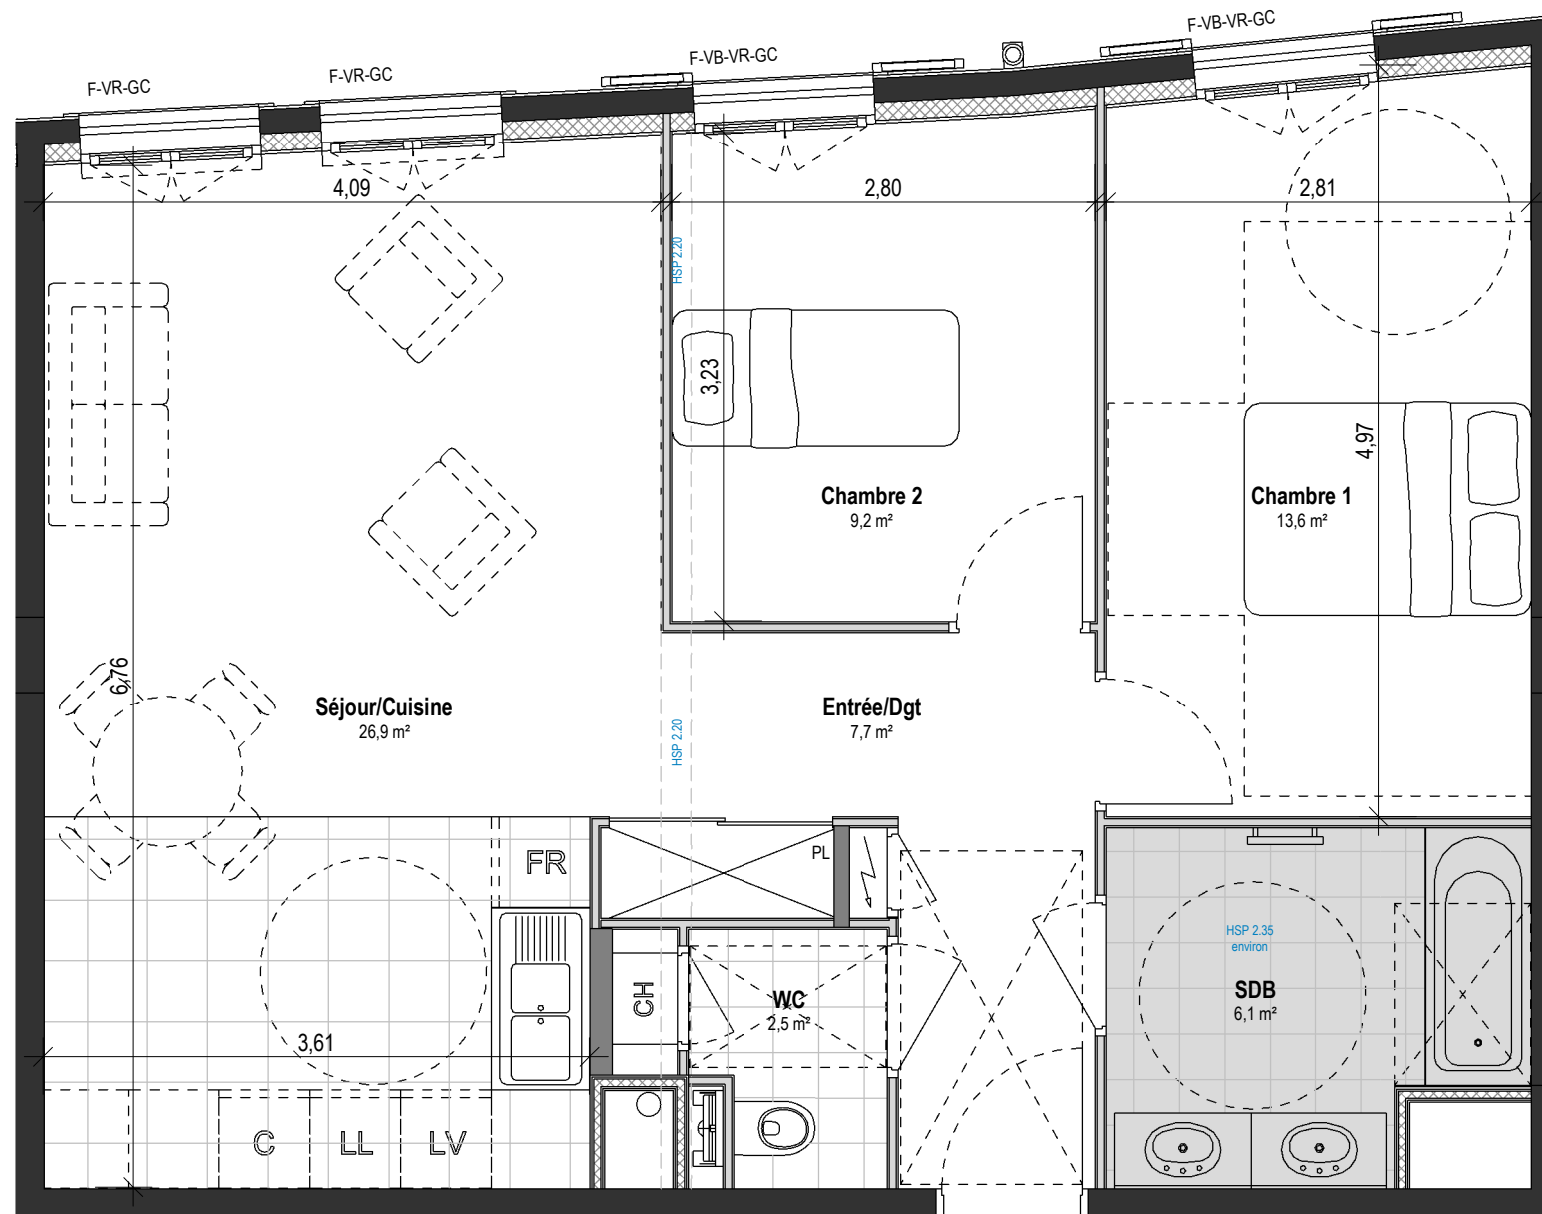 F-VR-GC
F-VR-GC
F-VB-VR-GC
F-VB-VR-GC
4,09
2,80
2,81
HSP 2.20
3,23
4,97
Chambre 2
9,2 m²
Chambre 1
13,6 m²
6,76
Séjour/Cuisine
26,9 m²
HSP 2.20
Entrée/Dgt
7,7 m²
FR
PL
HSP 2.35
environ
CH
WC
2,5 m²
SDB
6,1 m²
3,61
C
LL
LV